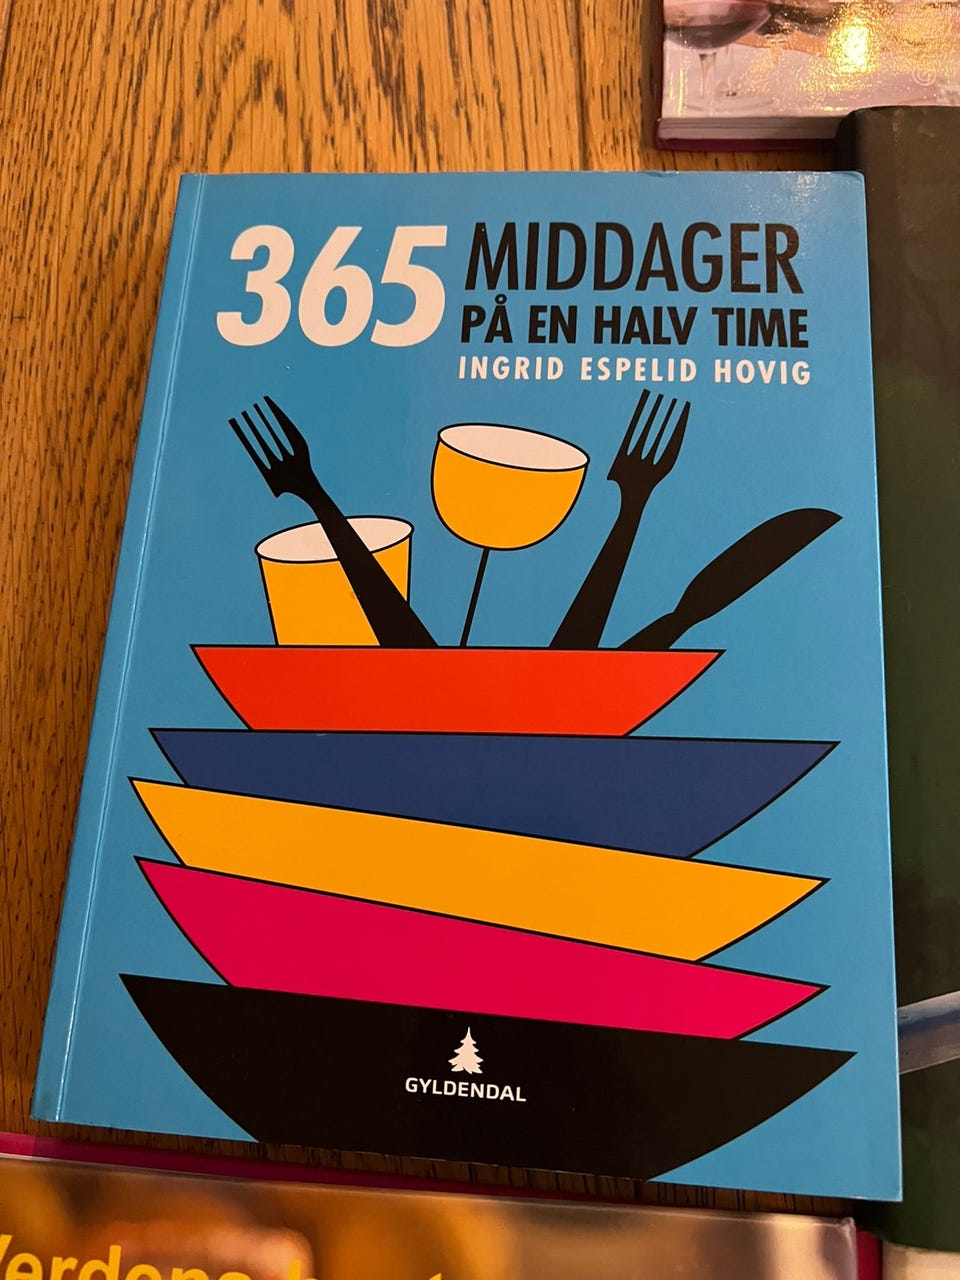 365 MIDDAGER
PÅ EN HALV TIME
INGRID ESPELID HOVIG
GYLDENDAL